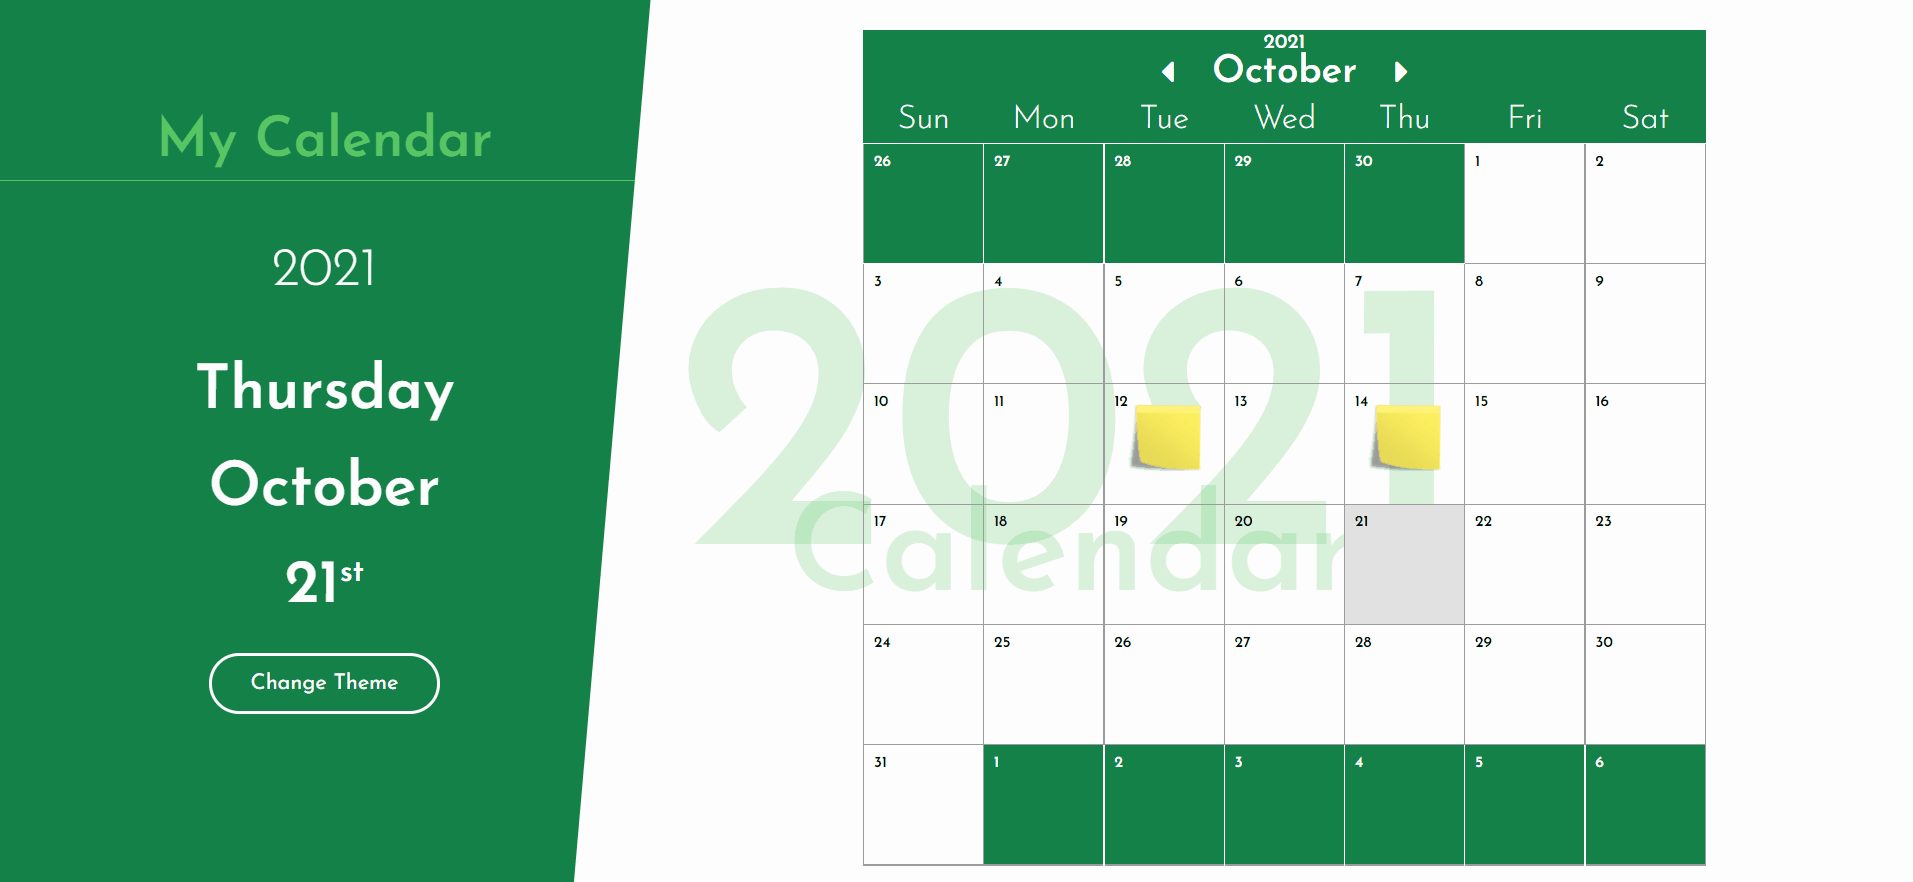 My Calendar
2021
Thursday
October
21st
Change Theme
2021
October
Sun Mon Tue Wed Thu Fri Sat
26 27 28 29 30 1 2
3 4 5 6 7 8 9
10 11 12 13 14 15 16
17 18 19 20 21 22 23
24 25 26 27 28 29 30
31 1 2 3 4 5 6
2021
Calendar